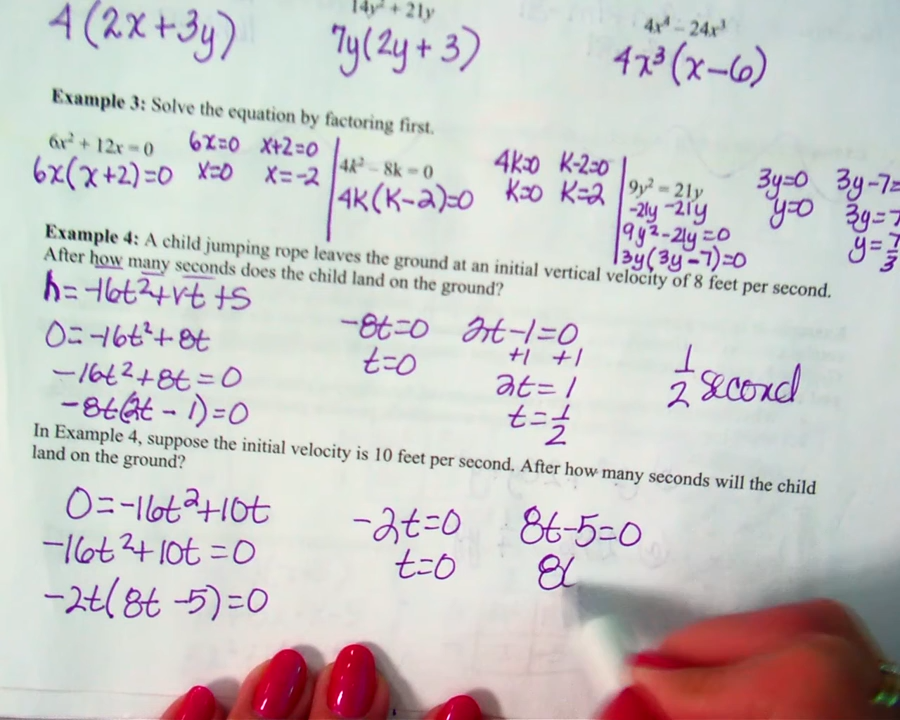 14y² + 21y
4x⁴ – 24x³
4(2x+3y)
7y(2y+3)
4x³(x-6)
Example 3: Solve the equation by factoring first.
6x² + 12x = 0
6x=0 x+2=0
6x(x+2)=0 x=0 x=-2
4k² – 8k = 0
4k=0 k-2=0
4k(k-2)=0 k=0 k=2
9y² = 21y
-21y -21y
9y²-21y=0
3y(3y-7)=0
3y=0 3y-7=
y=0 3y=7
y=7/3
Example 4: A child jumping rope leaves the ground at an initial vertical velocity of 8 feet per second.
After how many seconds does the child land on the ground?
h=-16t²+vt+s
0=-16t²+8t
-16t²+8t=0
-8t(2t-1)=0
-8t=0 2t-1=0
t=0 +1 +1
2t=1
t=1/2
1/2 second
In Example 4, suppose the initial velocity is 10 feet per second. After how many seconds will the child
land on the ground?
0=-16t²+10t
-16t²+10t=0
-2t(8t-5)=0
-2t=0 8t-5=0
t=0 8